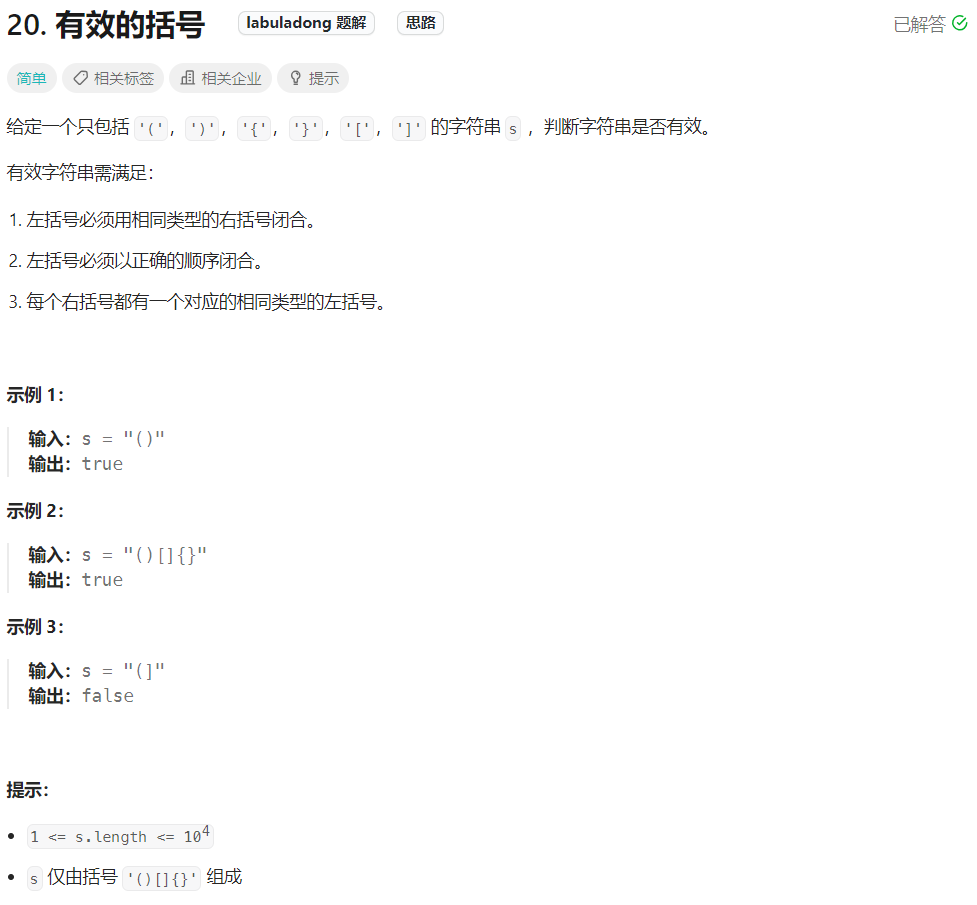 20. 有效的括号 labuladong 题解 思路 已解答
简单 相关标签 相关企业 提示
给定一个只包括 '('，')'，'{'，'}'，'['，']' 的字符串 s ，判断字符串是否有效。
有效字符串需满足：
1. 左括号必须用相同类型的右括号闭合。
2. 左括号必须以正确的顺序闭合。
3. 每个右括号都有一个对应的相同类型的左括号。
示例 1：
输入：s = "()"
输出：true
示例 2：
输入：s = "()[]{}"
输出：true
示例 3：
输入：s = "(]"
输出：false
提示：
• 1 <= s.length <= 10⁴
• s 仅由括号 '()[]{}' 组成